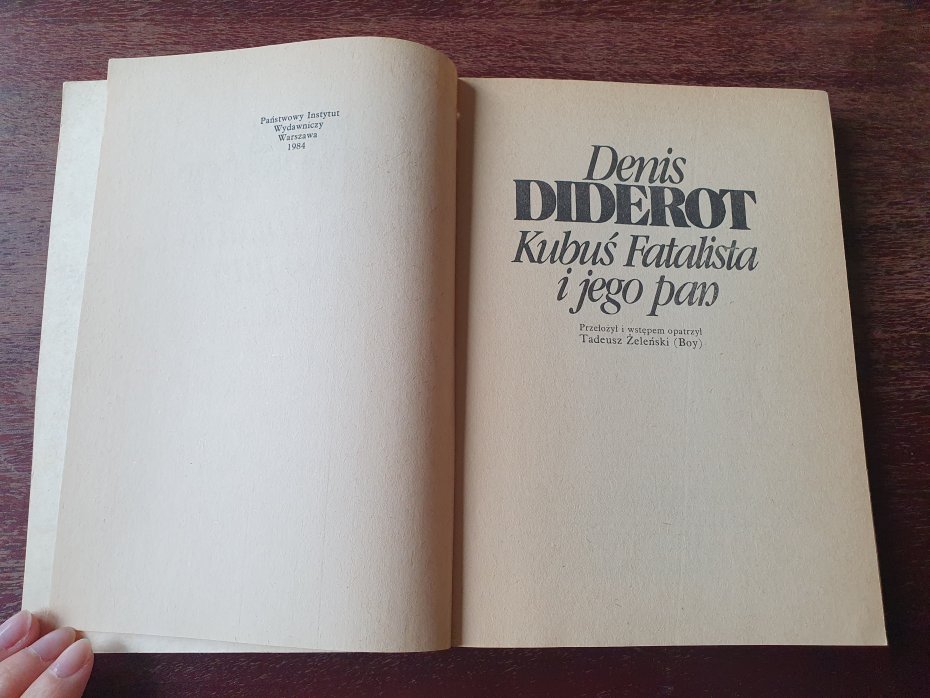 Państwowy Instytut
Wydawniczy
Warszawa
1984
Denis
DIDEROT
Kubuś Fatalista
i jego pan
Przełożył i wstępem opatrzył
Tadeusz Żeleński (Boy)